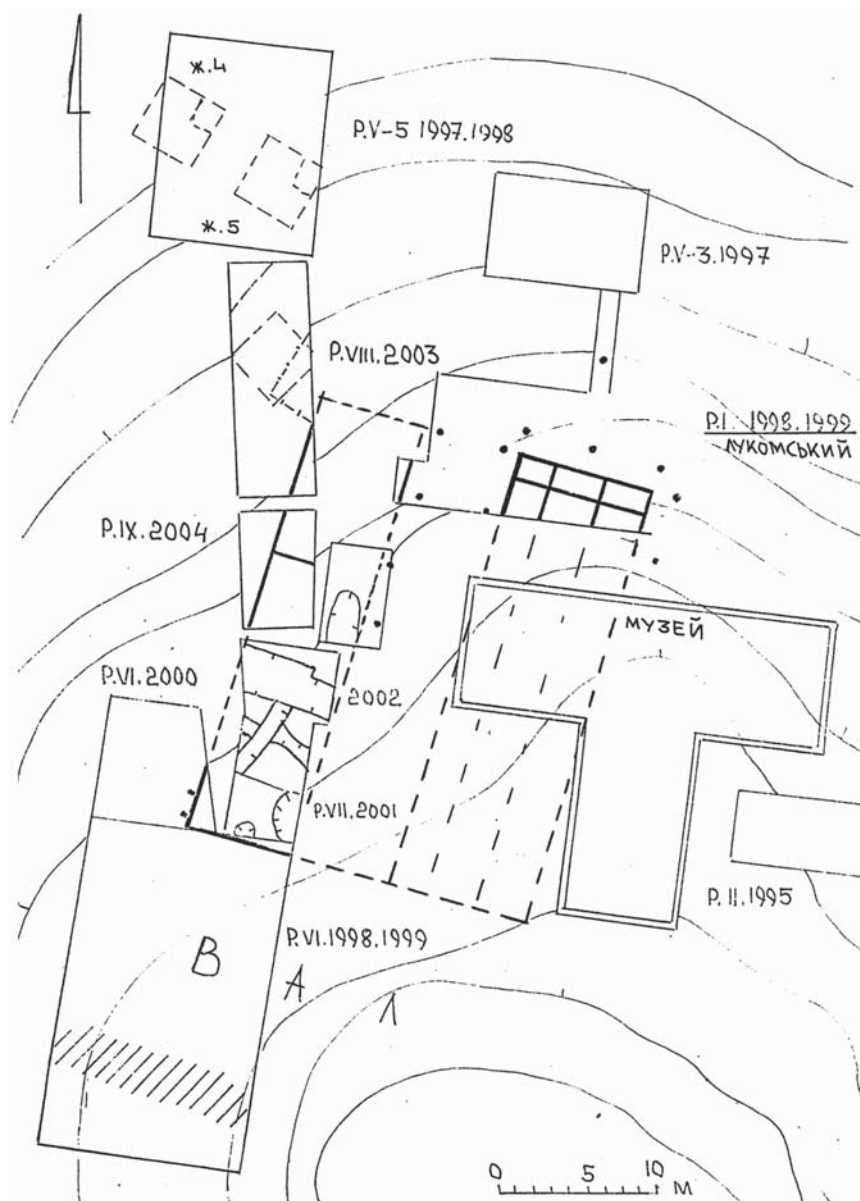 ж.4
Р.V-5 1997.1998
ж.5
Р.V-3.1997
Р.VIII.2003
Р.I. 1998.1999
ЛУКОМСЬКИЙ
Р.IX.2004
МУЗЕЙ
Р.VI.2000
2002
Р.VII.2001
Р.II.1995
Р.VI.1998.1999
В
А
Л
0 5 10
М